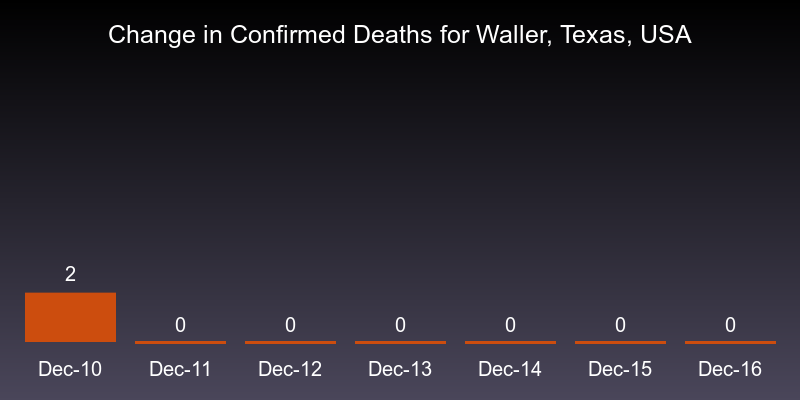 Change in Confirmed Deaths for Waller, Texas, USA
2
0 0 0 0 0 0
Dec-10 Dec-11 Dec-12 Dec-13 Dec-14 Dec-15 Dec-16